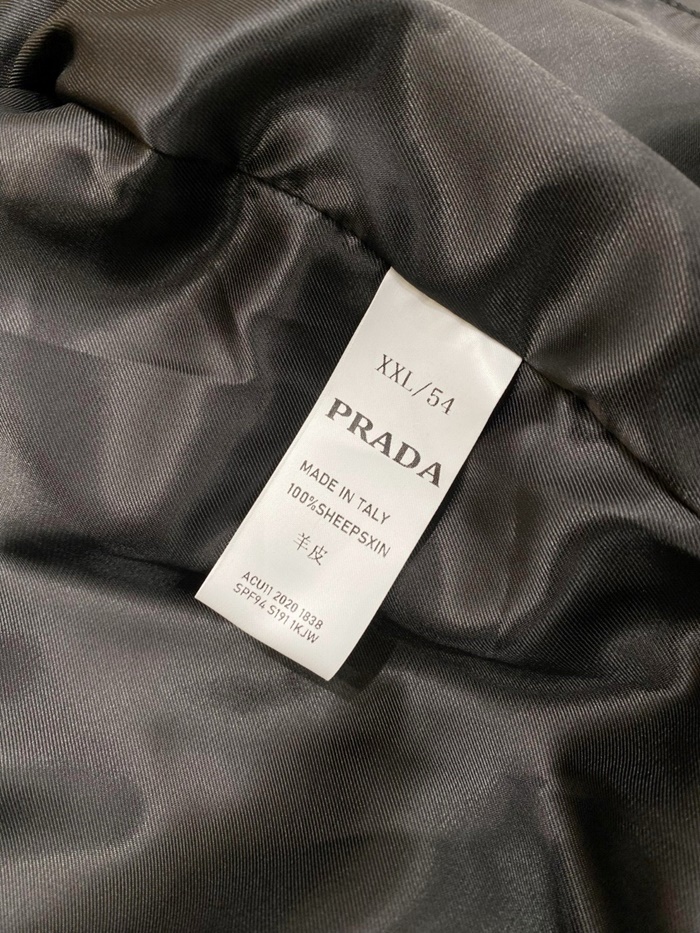 XXL/54
PRADA
MADE IN TALY
100%SHEEPSXIN
羊皮
ACU11 2020 1838
SPF94 S191 1KJW